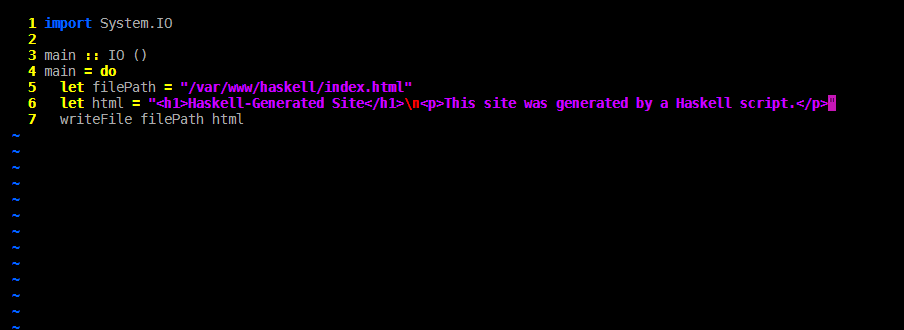 1 import System.IO
2
3 main :: IO ()
4 main = do
5   let filePath = "/var/www/haskell/index.html"
6   let html = "<h1>Haskell-Generated Site</h1>\n<p>This site was generated by a Haskell script.</p>"
7   writeFile filePath html
~
~
~
~
~
~
~
~
~
~
~
~
~